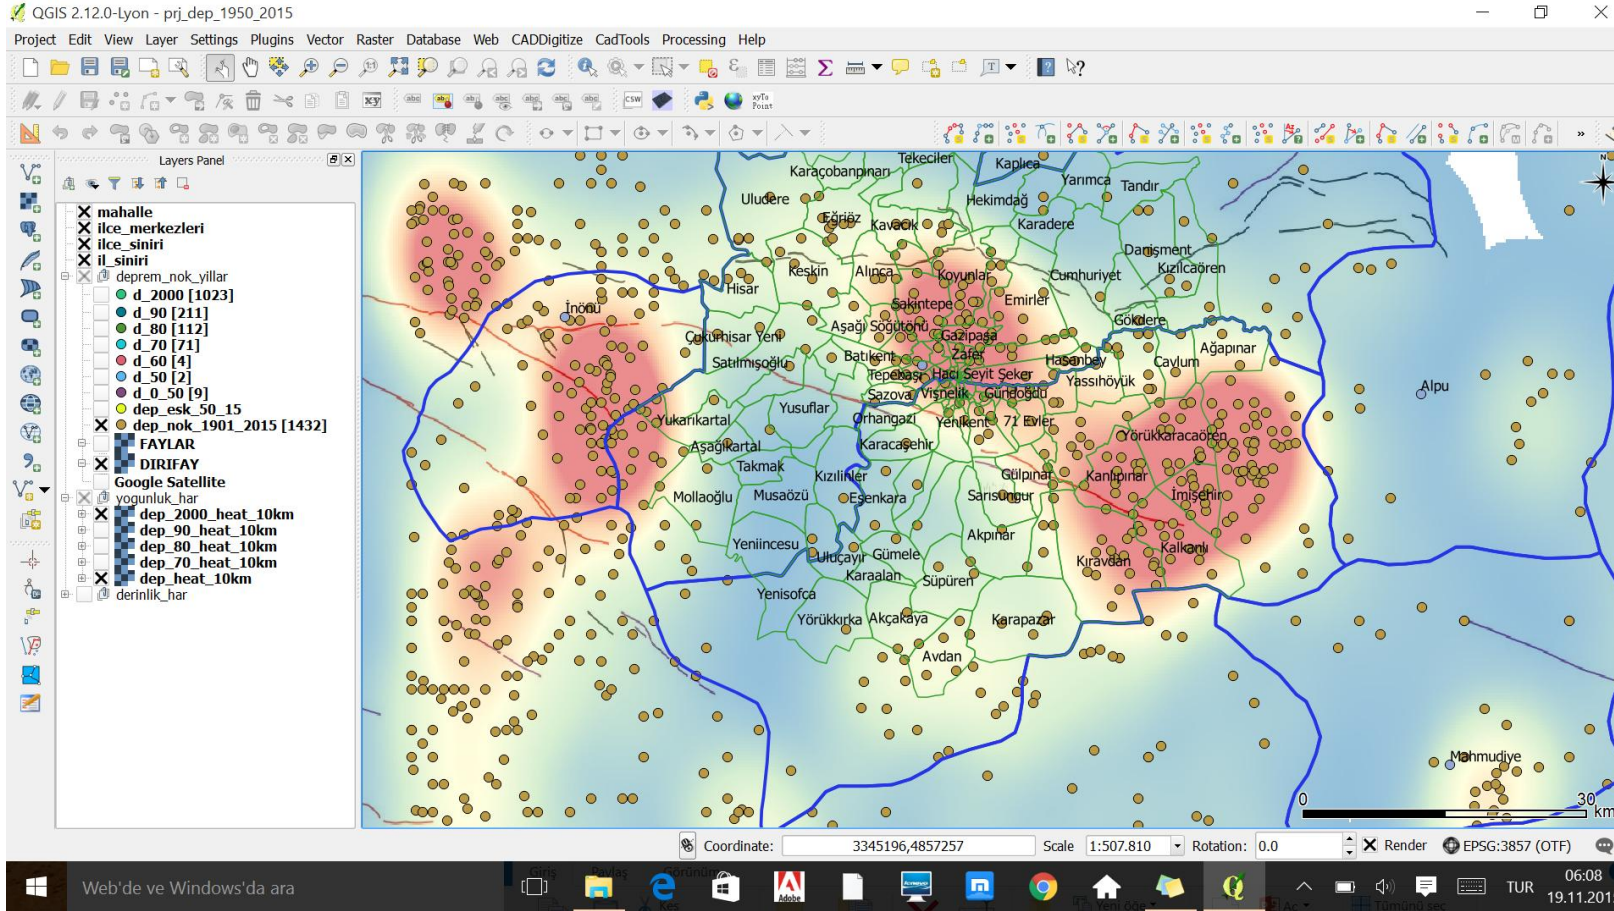 QGIS 2.12.0-Lyon - prj_dep_1950_2015
Project Edit View Layer Settings Plugins Vector Raster Database Web CADDigitize CadTools Processing Help
Layers Panel
mahalle
ilce_merkezleri
ilce_siniri
il_siniri
deprem_nok_yillar
d_2000 [1023]
d_90 [211]
d_80 [112]
d_70 [71]
d_60 [4]
d_50 [2]
d_0_50 [9]
dep_esk_50_15
dep_nok_1901_2015 [1432]
FAYLAR
DIRIFAY
Google Satellite
yogunluk_har
dep_2000_heat_10km
dep_90_heat_10km
dep_80_heat_10km
dep_70_heat_10km
dep_heat_10km
derinlik_har
Tekeciler
Kaplıca
Karaçobanpınarı
Yarımca
Tandır
Uludere
Hekimdağ
Eğriöz
Kavacık
Karadere
N
Danişment
Keskin
Alınca
Koyunlar
Cumhuriyet
Kızılcaören
Hisar
İnönü
Sakintepe
Emirler
Gökdere
Çukurhisar Yeni
Aşağı Söğütönü
Gazipaşa
Zafer
Ağapınar
Satılmışoğlu
Batıkent
Hasanbey
Cavlum
Tepebaşı
Hacı Seyit Şeker
Yassıhöyük
Alpu
Sazova
Vişnelik
Gündoğdu
Yusuflar
Yukarıkartal
Orhangazi
Yenikent
71 Evler
Aşağıkartal
Karacaşehir
Yörükkaracaören
Takmak
Kızılinler
Gülpınar
Kanlıpınar
Mollaoğlu
Musaözü
Eşenkara
Sarısungur
İmişehir
Akpınar
Yeniincesu
Uluçayır
Gümele
Kıravdan
Kalkanlı
Karaalan
Süpüren
Yenisofca
Yörükkırka
Akçakaya
Karapazar
Avdan
Mahmudiye
0 30 km
Coordinate: 3345196,4857257 Scale 1:507.810 Rotation: 0.0 Render EPSG:3857 (OTF)
Web'de ve Windows'da ara
TUR
06:08